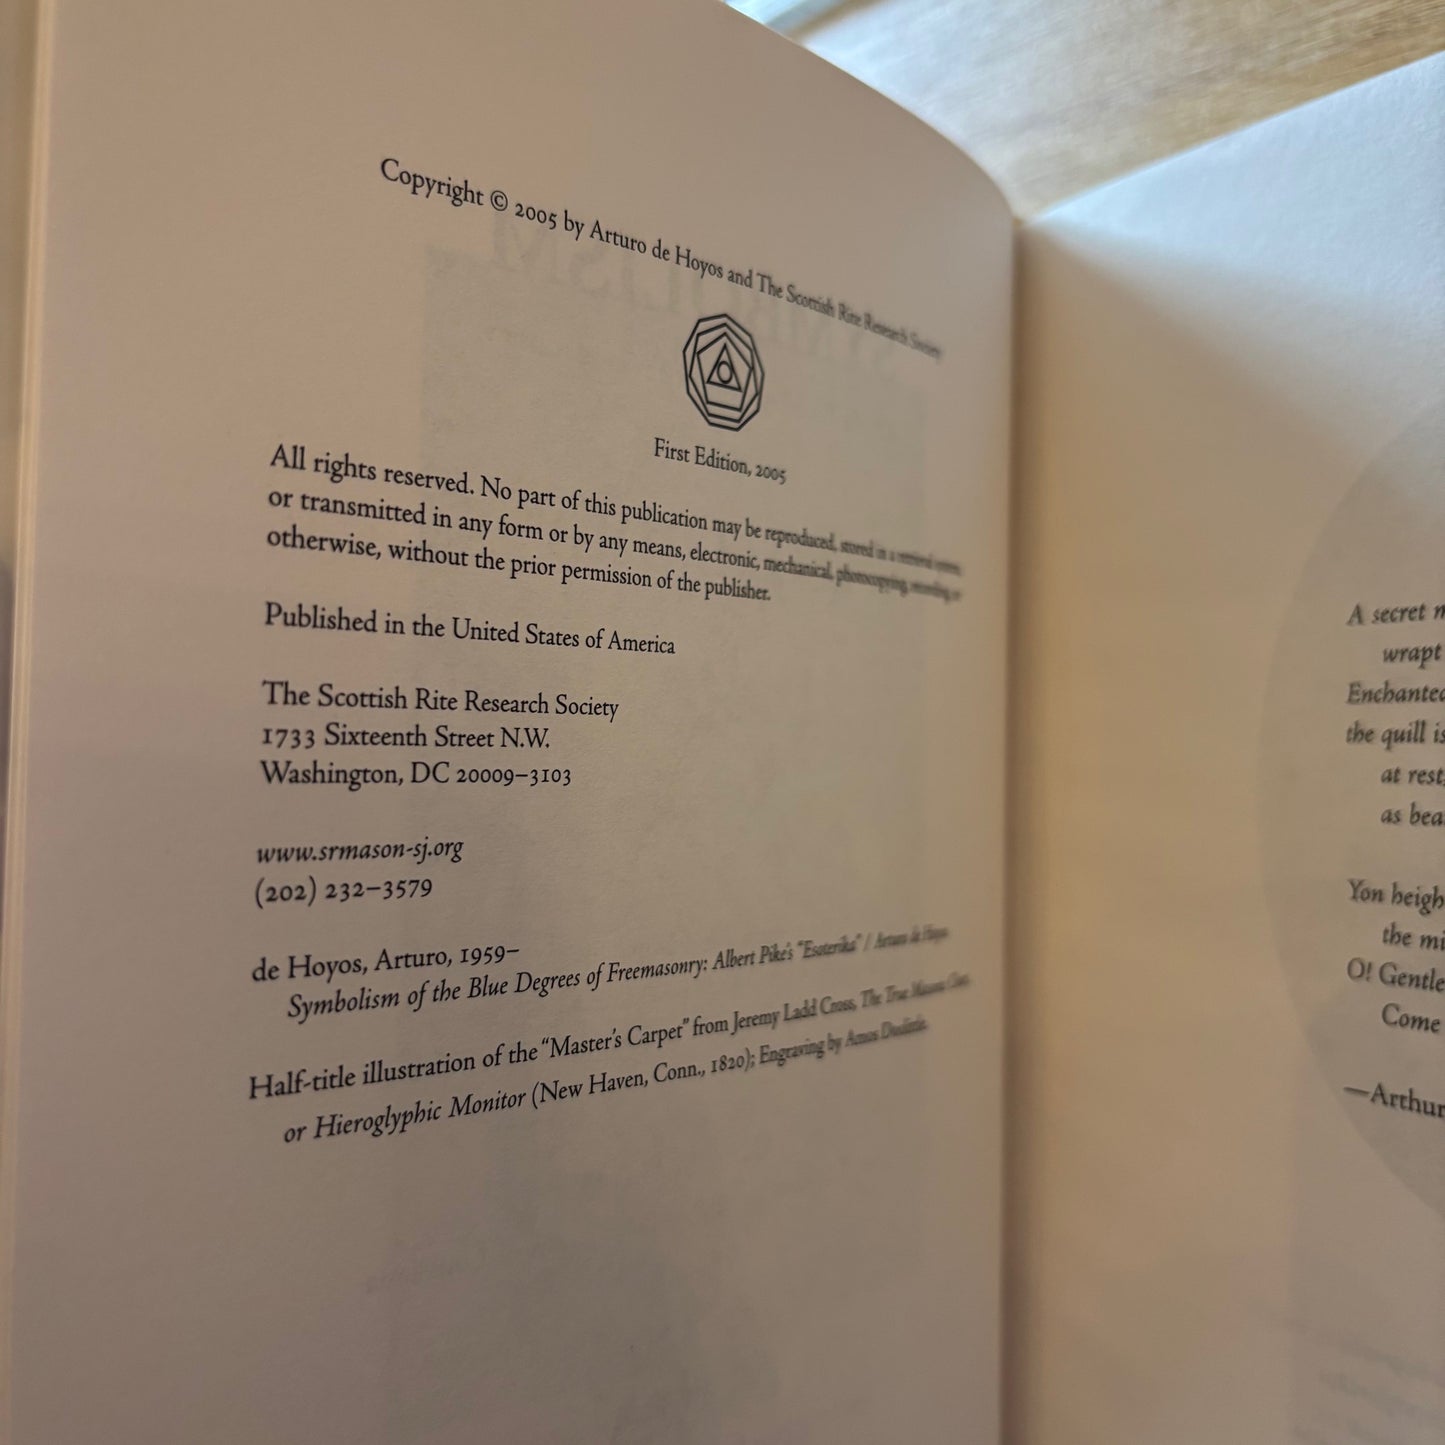 Copyright © 2005 by Arturo de Hoyos and The Scottish Rite Research Society
First Edition, 2005
All rights reserved. No part of this publication may be reproduced, stored in a retrieval system,
or transmitted in any form or by any means, electronic, mechanical, photocopying, recording, or
otherwise, without the prior permission of the publisher.
Published in the United States of America
The Scottish Rite Research Society
1733 Sixteenth Street N.W.
Washington, DC 20009–3103
www.srmason-sj.org
(202) 232–3579
de Hoyos, Arturo, 1959–
Symbolism of the Blue Degrees of Freemasonry: Albert Pike's "Esoterika" / Arturo de Hoyos
Half-title illustration of the "Master's Carpet" from Jeremy Ladd Cross, The True Masonic Chart
or Hieroglyphic Monitor (New Haven, Conn., 1820); Engraving by Amos Doolittle.
A secret
wrapt
Enchanted
the quill is
at rest,
as bea
Yon heigh
the mi
O! Gentle
Come
—Arthur